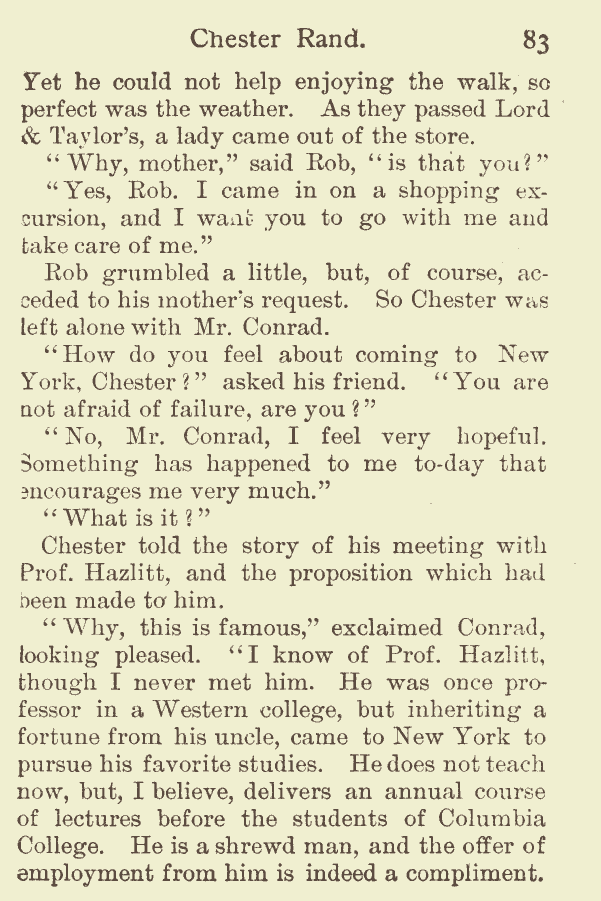 Chester Rand. 83
Yet he could not help enjoying the walk, so
perfect was the weather. As they passed Lord
& Taylor's, a lady came out of the store.
"Why, mother," said Rob, "is that you?"
"Yes, Rob. I came in on a shopping ex-
cursion, and I want you to go with me and
take care of me."
Rob grumbled a little, but, of course, ac-
ceded to his mother's request. So Chester was
left alone with Mr. Conrad.
"How do you feel about coming to New
York, Chester?" asked his friend. "You are
not afraid of failure, are you?"
"No, Mr. Conrad, I feel very hopeful.
Something has happened to me to-day that
encourages me very much."
"What is it?"
Chester told the story of his meeting with
Prof. Hazlitt, and the proposition which had
been made to him.
"Why, this is famous," exclaimed Conrad,
looking pleased. "I know of Prof. Hazlitt,
though I never met him. He was once pro-
fessor in a Western college, but inheriting a
fortune from his uncle, came to New York to
pursue his favorite studies. He does not teach
now, but, I believe, delivers an annual course
of lectures before the students of Columbia
College. He is a shrewd man, and the offer of
employment from him is indeed a compliment.